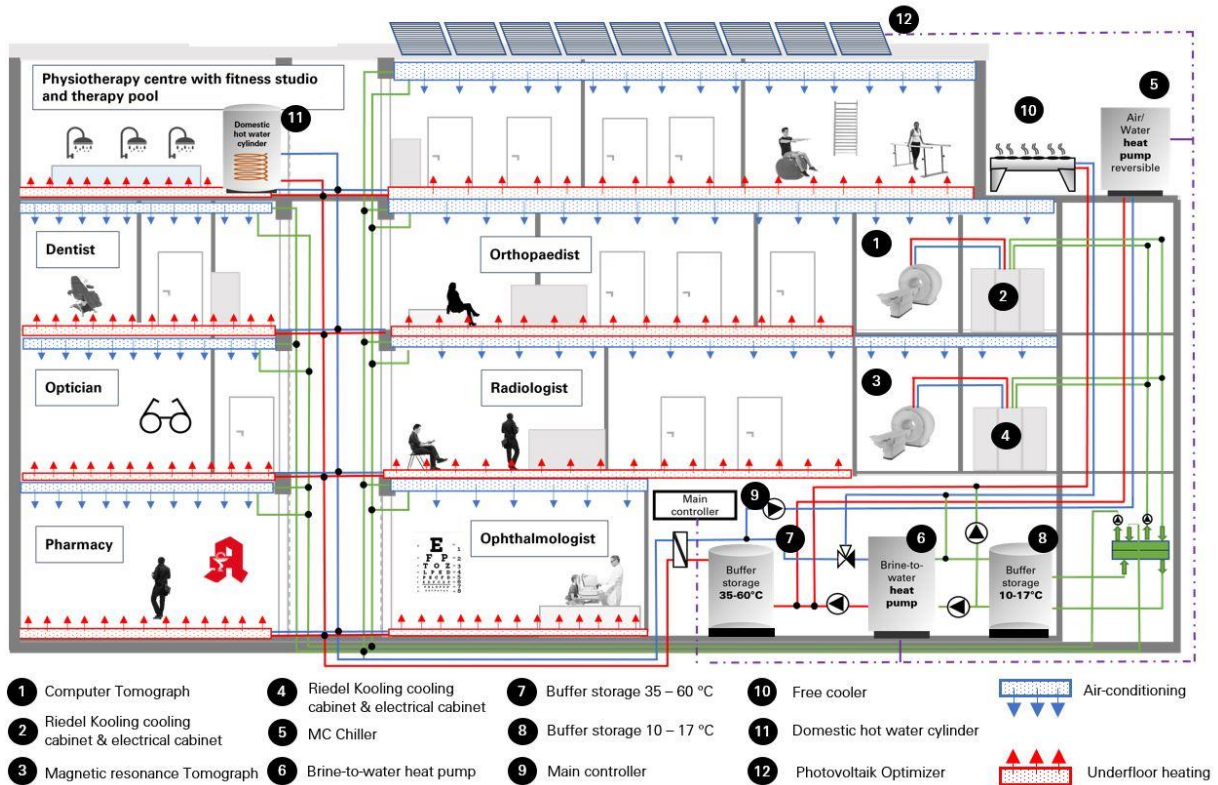 12
Physiotherapy centre with fitness studio
and therapy pool
11
Domestic
hot water
cylinder
10
5
Air/
Water
heat
pump
reversible
Dentist
Orthopaedist
1
2
Optician
Radiologist
3
4
Pharmacy
Ophthalmologist
E
F P
T O Z
L P E D
P E C F D
Main
controller
9
7
6
8
Buffer
storage
35-60°C
Brine-to-
water
heat
pump
Buffer
storage
10-17°C
1 Computer Tomograph
2 Riedel Kooling cooling
cabinet & electrical cabinet
3 Magnetic resonance Tomograph
4 Riedel Kooling cooling
cabinet & electrical cabinet
5 MC Chiller
6 Brine-to-water heat pump
7 Buffer storage 35 – 60 °C
8 Buffer storage 10 – 17 °C
9 Main controller
10 Free cooler
11 Domestic hot water cylinder
12 Photovoltaik Optimizer
Air-conditioning
Underfloor heating